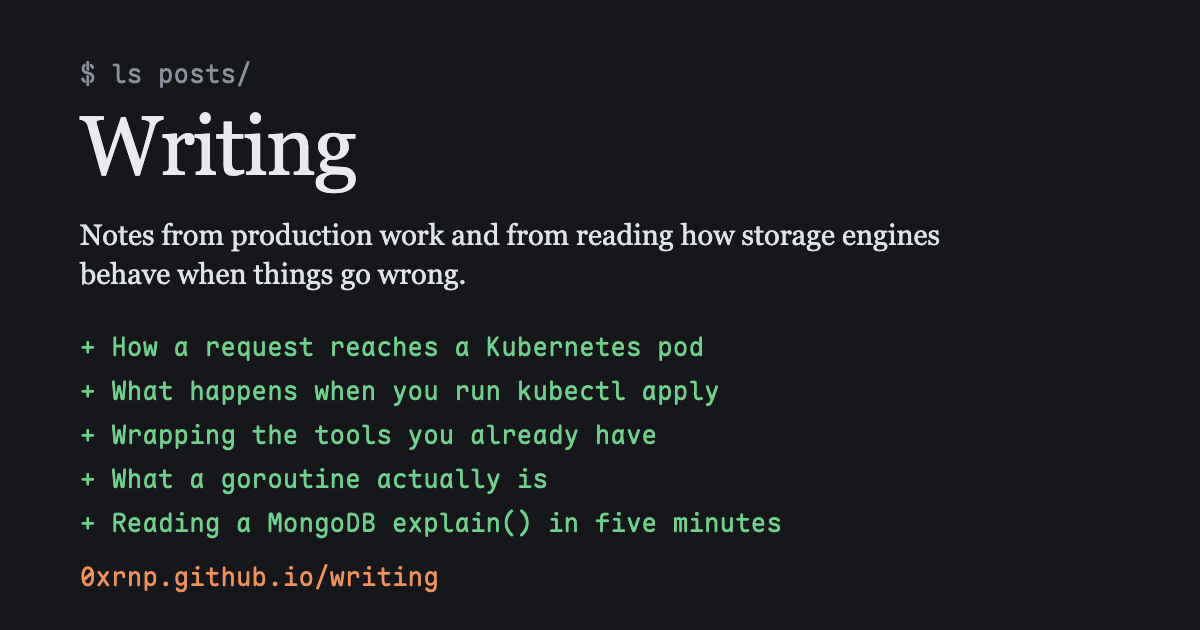 $ ls posts/
Writing
Notes from production work and from reading how storage engines
behave when things go wrong.
+ How a request reaches a Kubernetes pod
+ What happens when you run kubectl apply
+ Wrapping the tools you already have
+ What a goroutine actually is
+ Reading a MongoDB explain() in five minutes
0xrnp.github.io/writing